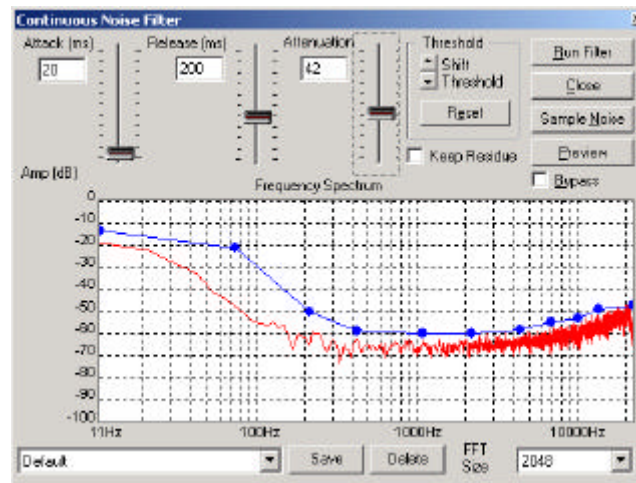 Continuous Noise Filter
Attack (ms)
Release (ms)
Attenuation
Threshold
20
200
42
Shift
Threshold
Reset
Keep Residue
Run Filter
Close
Sample Noise
Preview
Bypass
Amp (dB)
Frequency Spectrum
0
-10
-20
-30
-40
-50
-60
-70
-80
-90
-100
11Hz
100Hz
1000Hz
10000Hz
Default
Save
Delete
FFT
Size
2048